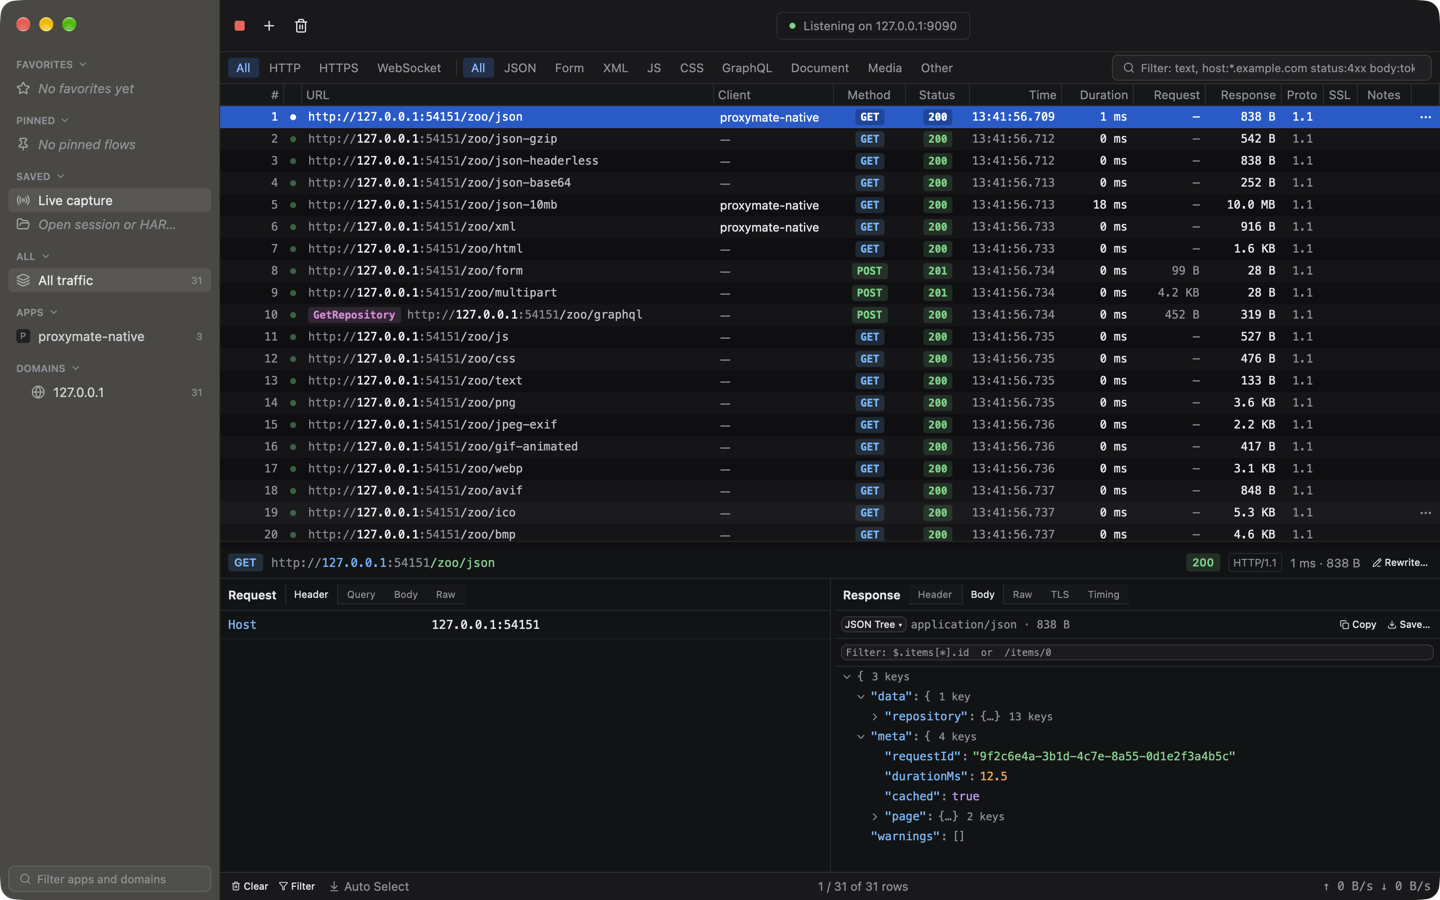 Listening on 127.0.0.1:9090
FAVORITES
No favorites yet
PINNED
No pinned flows
SAVED
Live capture
Open session or HAR...
ALL
All traffic 31
APPS
P proxymate-native 3
DOMAINS
127.0.0.1 31
Filter apps and domains
All HTTP HTTPS WebSocket All JSON Form XML JS CSS GraphQL Document Media Other Filter: text, host:*.example.com status:4xx body:tok
# URL Client Method Status Time Duration Request Response Proto SSL Notes
1 http://127.0.0.1:54151/zoo/json proxymate-native GET 200 13:41:56.709 1 ms — 838 B 1.1 ...
2 http://127.0.0.1:54151/zoo/json-gzip — GET 200 13:41:56.712 0 ms — 542 B 1.1
3 http://127.0.0.1:54151/zoo/json-headerless — GET 200 13:41:56.712 0 ms — 838 B 1.1
4 http://127.0.0.1:54151/zoo/json-base64 — GET 200 13:41:56.713 0 ms — 252 B 1.1
5 http://127.0.0.1:54151/zoo/json-10mb proxymate-native GET 200 13:41:56.713 18 ms — 10.0 MB 1.1
6 http://127.0.0.1:54151/zoo/xml proxymate-native GET 200 13:41:56.733 0 ms — 916 B 1.1
7 http://127.0.0.1:54151/zoo/html — GET 200 13:41:56.733 0 ms — 1.6 KB 1.1
8 http://127.0.0.1:54151/zoo/form — POST 201 13:41:56.734 0 ms 99 B 28 B 1.1
9 http://127.0.0.1:54151/zoo/multipart — POST 201 13:41:56.734 0 ms 4.2 KB 28 B 1.1
10 GetRepository http://127.0.0.1:54151/zoo/graphql — POST 200 13:41:56.734 0 ms 452 B 319 B 1.1
11 http://127.0.0.1:54151/zoo/js — GET 200 13:41:56.735 0 ms — 527 B 1.1
12 http://127.0.0.1:54151/zoo/css — GET 200 13:41:56.735 0 ms — 476 B 1.1
13 http://127.0.0.1:54151/zoo/text — GET 200 13:41:56.735 0 ms — 133 B 1.1
14 http://127.0.0.1:54151/zoo/png — GET 200 13:41:56.735 0 ms — 3.6 KB 1.1
15 http://127.0.0.1:54151/zoo/jpeg-exif — GET 200 13:41:56.736 0 ms — 2.2 KB 1.1
16 http://127.0.0.1:54151/zoo/gif-animated — GET 200 13:41:56.736 0 ms — 417 B 1.1
17 http://127.0.0.1:54151/zoo/webp — GET 200 13:41:56.736 0 ms — 3.1 KB 1.1
18 http://127.0.0.1:54151/zoo/avif — GET 200 13:41:56.737 0 ms — 848 B 1.1
19 http://127.0.0.1:54151/zoo/ico — GET 200 13:41:56.737 0 ms — 5.3 KB 1.1 ...
20 http://127.0.0.1:54151/zoo/bmp — GET 200 13:41:56.737 0 ms — 4.6 KB 1.1
GET http://127.0.0.1:54151/zoo/json 200 HTTP/1.1 1 ms · 838 B Rewrite...
Request Header Query Body Raw
Host 127.0.0.1:54151
Response Header Body Raw TLS Timing
JSON Tree application/json · 838 B Copy Save...
Filter: $.items[*].id or /items/0
{ 3 keys
"data": { 1 key
"repository": {…} 13 keys
"meta": { 4 keys
"requestId": "9f2c6e4a-3b1d-4c7e-8a55-0d1e2f3a4b5c"
"durationMs": 12.5
"cached": true
"page": {…} 2 keys
"warnings": []
Clear Filter Auto Select 1 / 31 of 31 rows ↑ 0 B/s ↓ 0 B/s